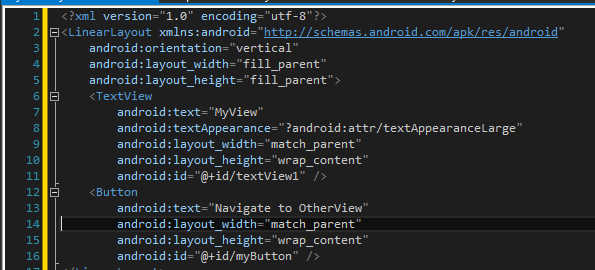 1 <?xml version="1.0" encoding="utf-8"?>
2 <LinearLayout xmlns:android="http://schemas.android.com/apk/res/android"
3 android:orientation="vertical"
4 android:layout_width="fill_parent"
5 android:layout_height="fill_parent">
6 <TextView
7 android:text="MyView"
8 android:textAppearance="?android:attr/textAppearanceLarge"
9 android:layout_width="match_parent"
10 android:layout_height="wrap_content"
11 android:id="@+id/textView1" />
12 <Button
13 android:text="Navigate to OtherView"
14 android:layout_width="match_parent"
15 android:layout_height="wrap_content"
16 android:id="@+id/myButton" />